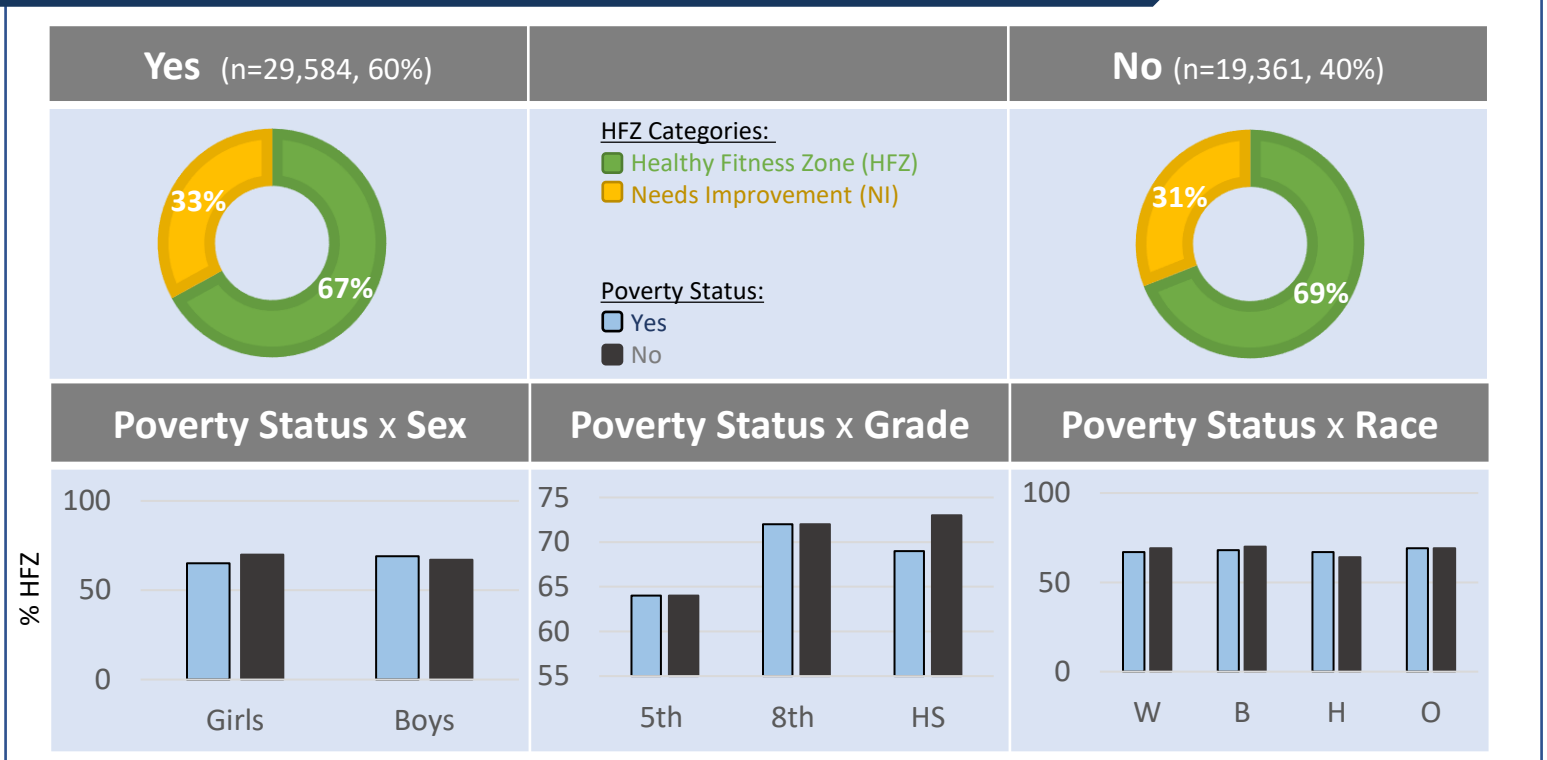 Yes (n=29,584, 60%)
No (n=19,361, 40%)
33%
67%
HFZ Categories:
Healthy Fitness Zone (HFZ)
Needs Improvement (NI)
Poverty Status:
Yes
No
31%
69%
Poverty Status x Sex
Poverty Status x Grade
Poverty Status x Race
% HFZ
100
50
0
Girls
Boys
75
70
65
60
55
5th
8th
HS
100
50
0
W
B
H
O